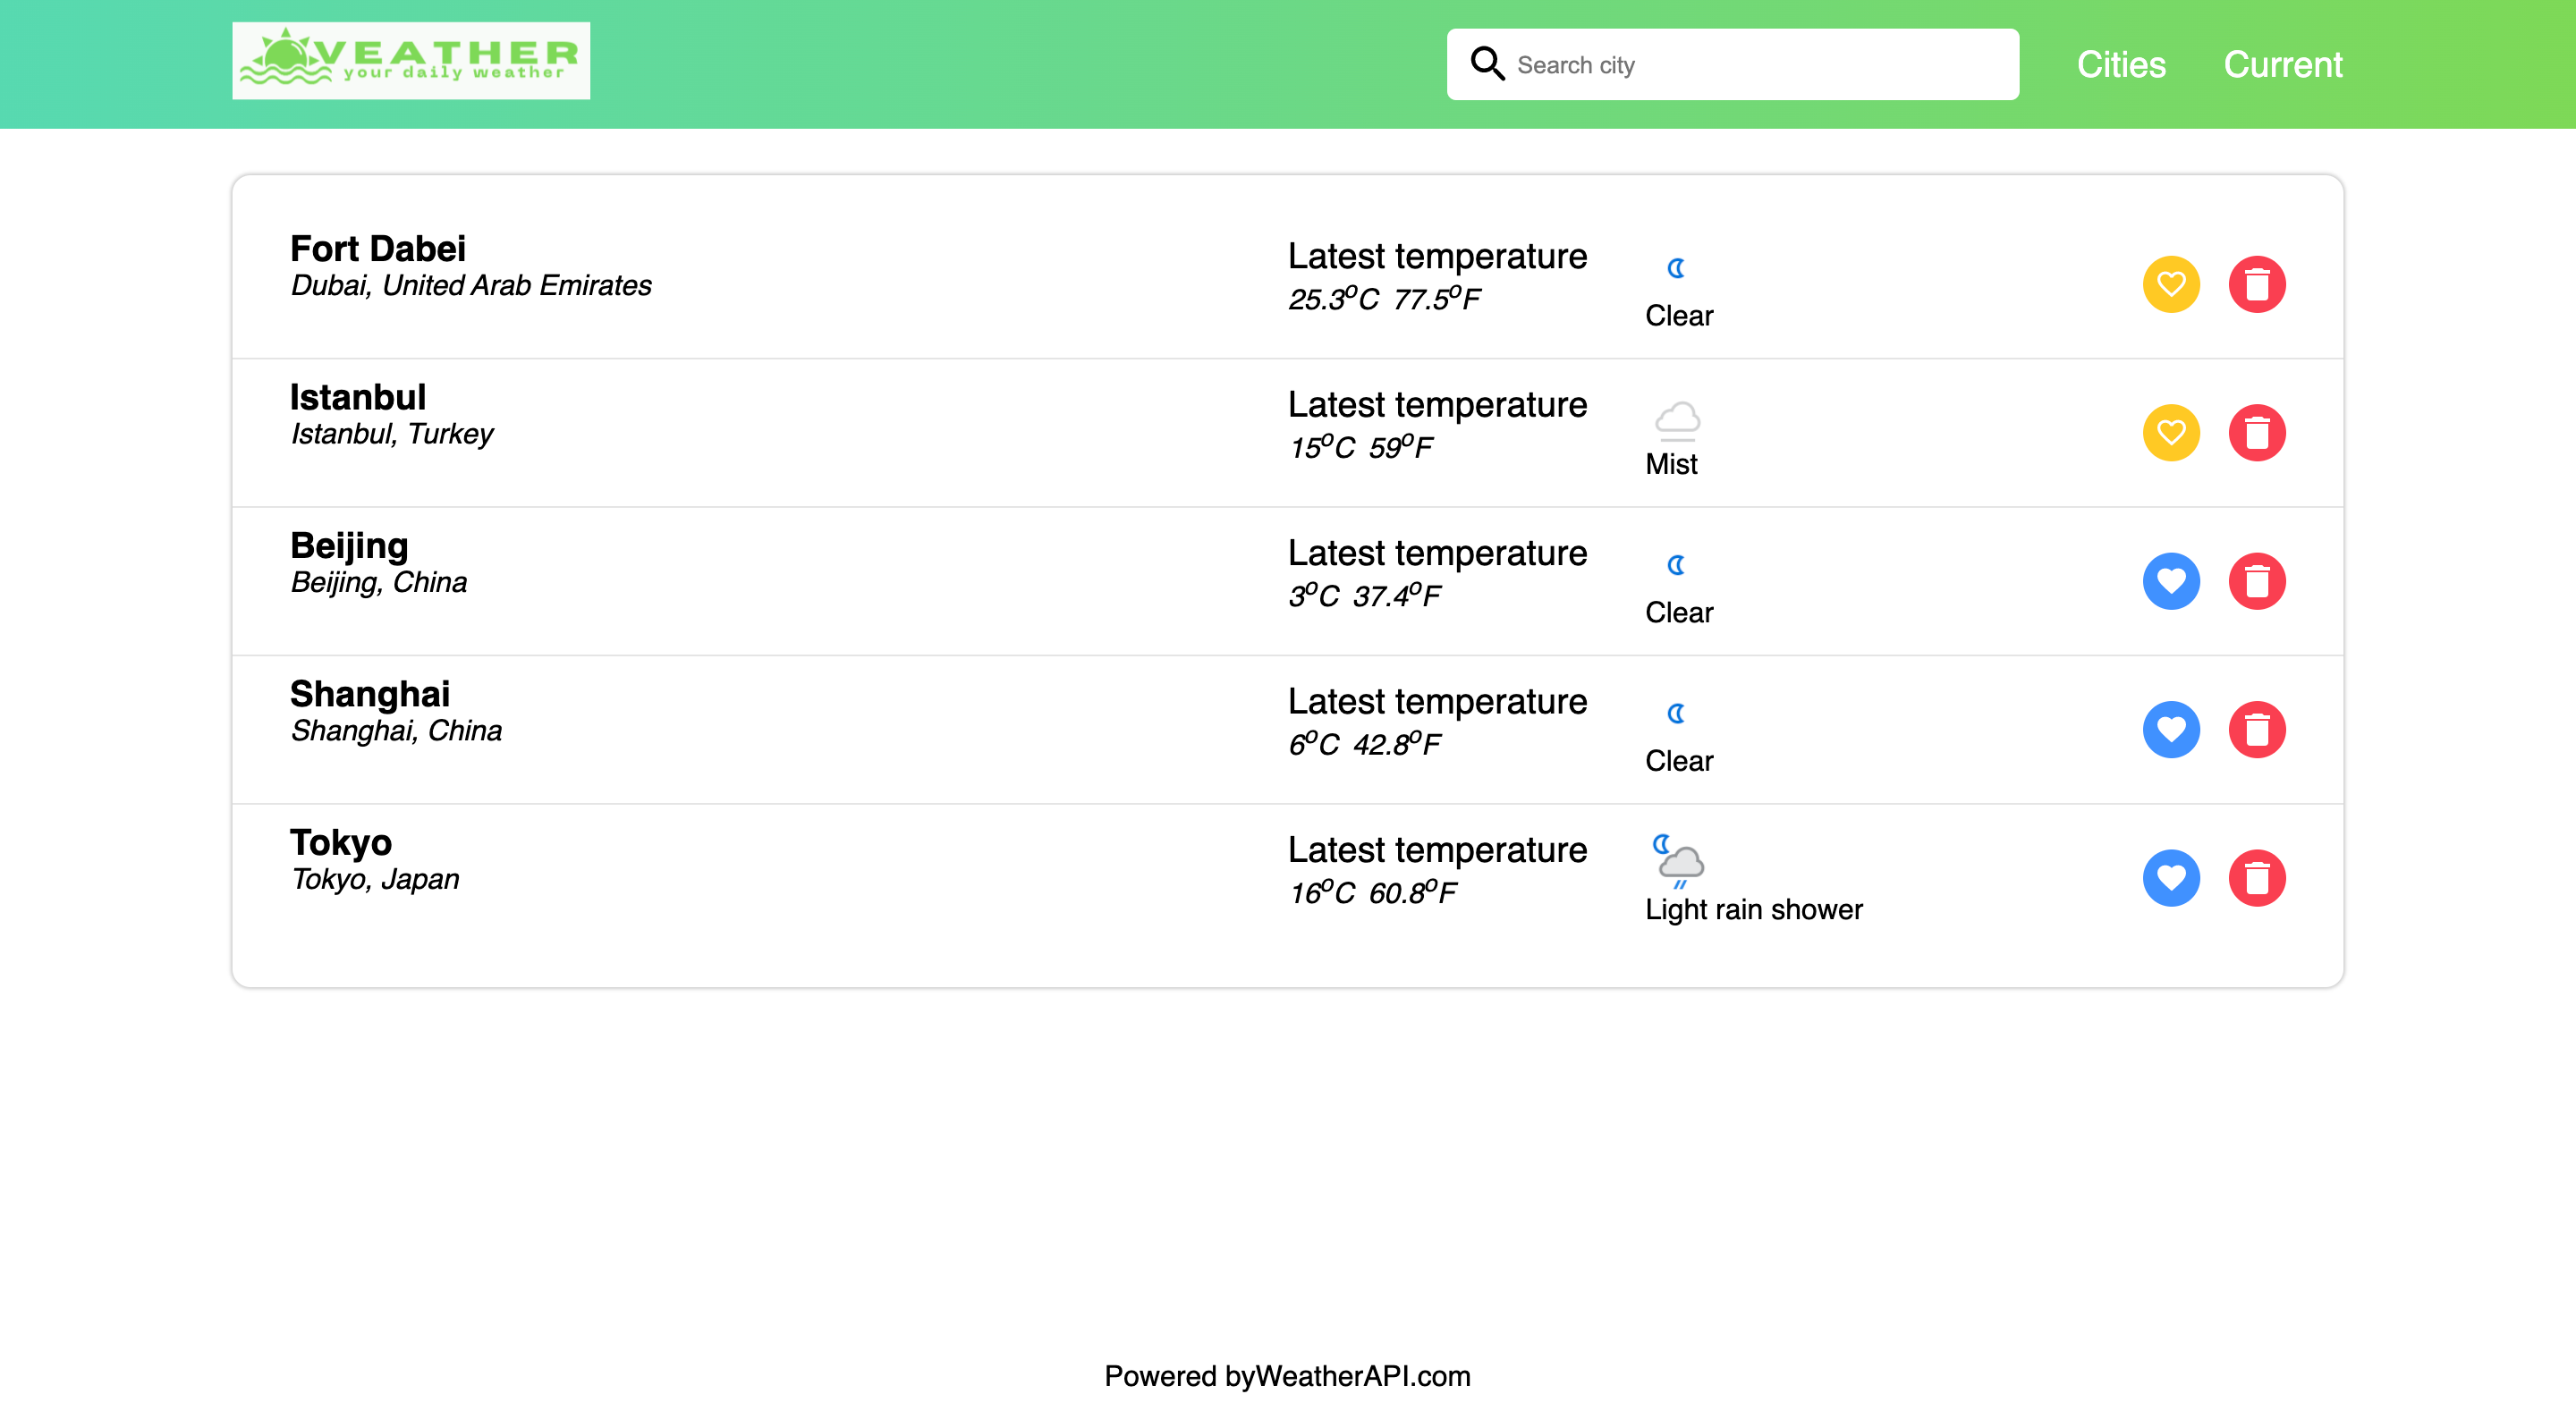 VEATHER
your daily weather
Search city
Cities
Current
Fort Dabei
Dubai, United Arab Emirates
Latest temperature
25.3°C 77.5°F
Clear
Istanbul
Istanbul, Turkey
Latest temperature
15°C 59°F
Mist
Beijing
Beijing, China
Latest temperature
3°C 37.4°F
Clear
Shanghai
Shanghai, China
Latest temperature
6°C 42.8°F
Clear
Tokyo
Tokyo, Japan
Latest temperature
16°C 60.8°F
Light rain shower
Powered byWeatherAPI.com